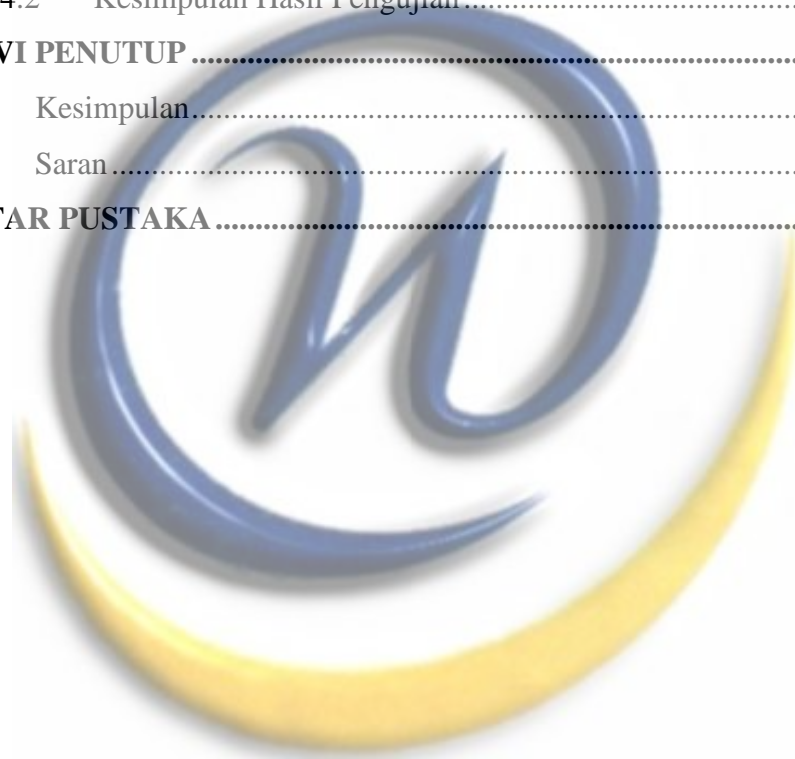 4.2 Kesimpulan Hasil Pengujian..............................
VI PENUTUP..............................................................
Kesimpulan...............................................................
Saran..........................................................................
TAR PUSTAKA..........................................................